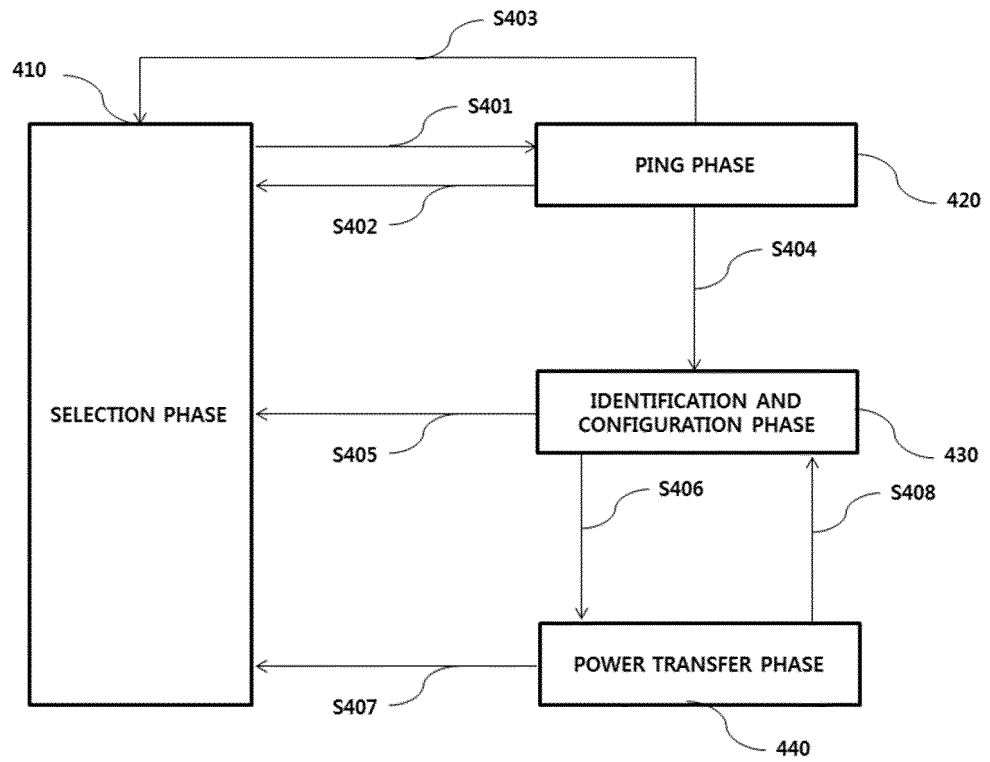 S403
410
S401
PING PHASE
420
S402
S404
SELECTION PHASE
IDENTIFICATION AND
CONFIGURATION PHASE
S405
430
S406
S408
POWER TRANSFER PHASE
S407
440